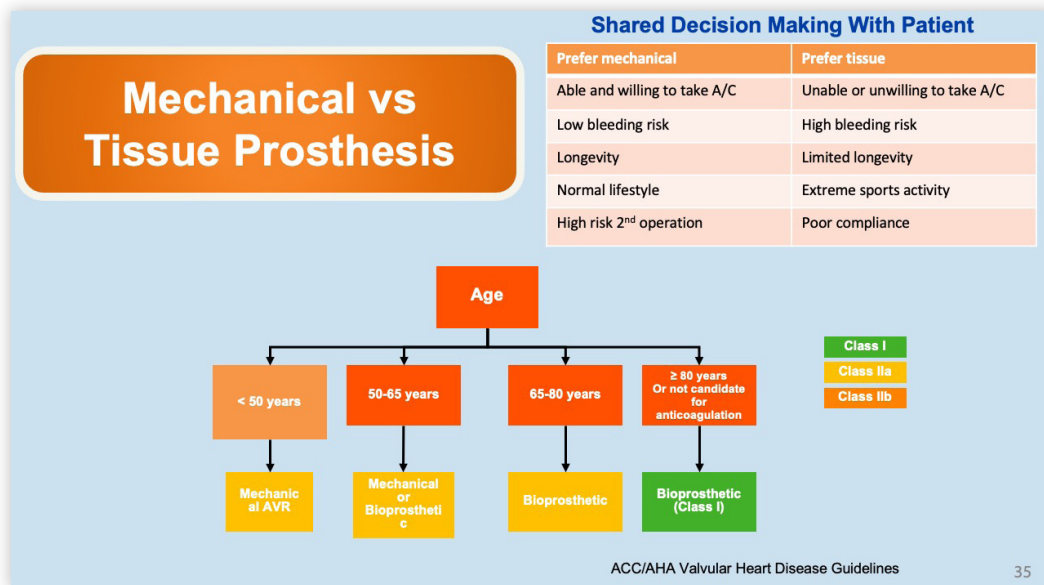 Mechanical vs
Tissue Prosthesis
Shared Decision Making With Patient
Prefer mechanical
Prefer tissue
Able and willing to take A/C
Unable or unwilling to take A/C
Low bleeding risk
High bleeding risk
Longevity
Limited longevity
Normal lifestyle
Extreme sports activity
High risk 2nd operation
Poor compliance
Age
< 50 years
50-65 years
65-80 years
≥ 80 years
Or not candidate
for
anticoagulation
Mechanic
al AVR
Mechanical
or
Bioprostheti
c
Bioprosthetic
Bioprosthetic
(Class I)
Class I
Class IIa
Class IIb
ACC/AHA Valvular Heart Disease Guidelines
35